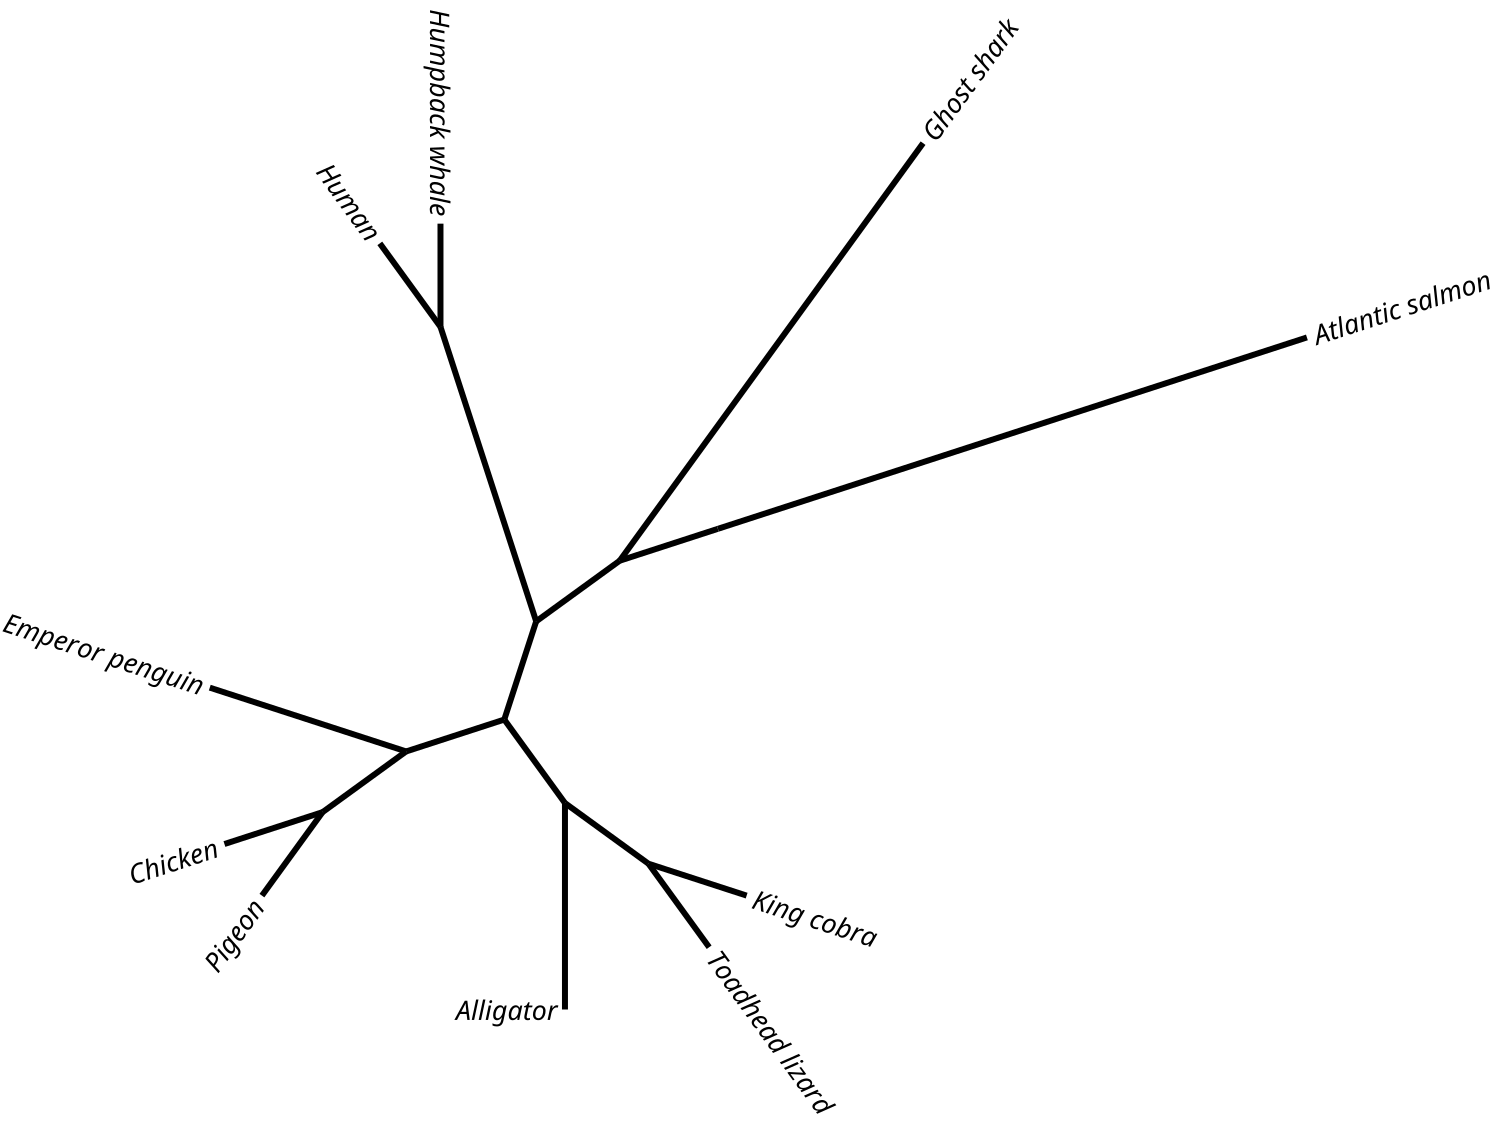 Humpback whale
Ghost shark
Human
Atlantic salmon
Emperor penguin
Chicken
King cobra
Pigeon
Toadhead lizard
Alligator